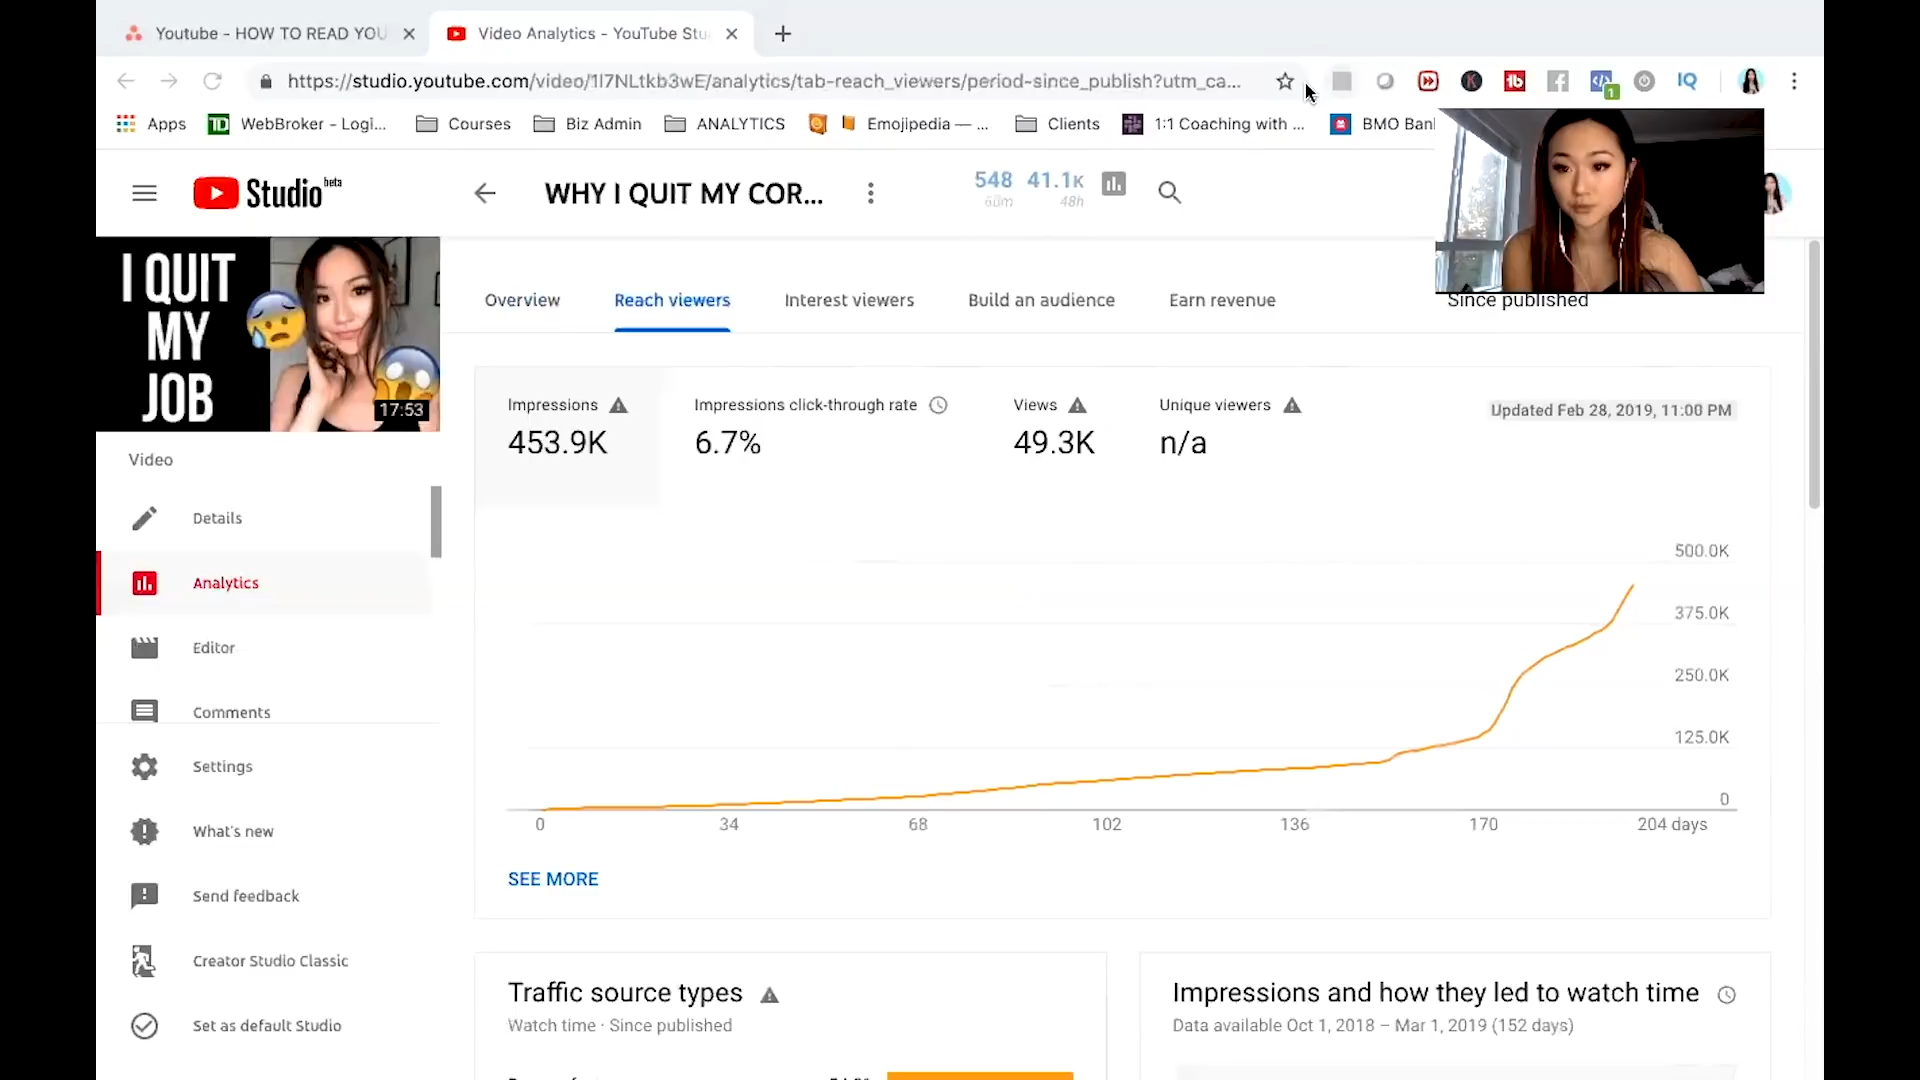 Youtube - HOW TO READ YOU
Video Analytics - YouTube Stu
https://studio.youtube.com/video/1I7NLtkb3wE/analytics/tab-reach_viewers/period-since_publish?utm_ca...
Apps
WebBroker - Logi...
Courses
Biz Admin
ANALYTICS
Emojipedia — ...
Clients
1:1 Coaching with ...
BMO Ban
Studio beta
WHY I QUIT MY COR...
548 41.1K
60m 48h
I QUIT
MY
JOB
17:53
Overview
Reach viewers
Interest viewers
Build an audience
Earn revenue
Since published
Impressions
453.9K
Impressions click-through rate
6.7%
Views
49.3K
Unique viewers
n/a
Updated Feb 28, 2019, 11:00 PM
Video
Details
Analytics
Editor
Comments
Settings
What's new
Send feedback
Creator Studio Classic
Set as default Studio
500.0K
375.0K
250.0K
125.0K
0
0 34 68 102 136 170 204 days
SEE MORE
Traffic source types
Watch time · Since published
Impressions and how they led to watch time
Data available Oct 1, 2018 – Mar 1, 2019 (152 days)